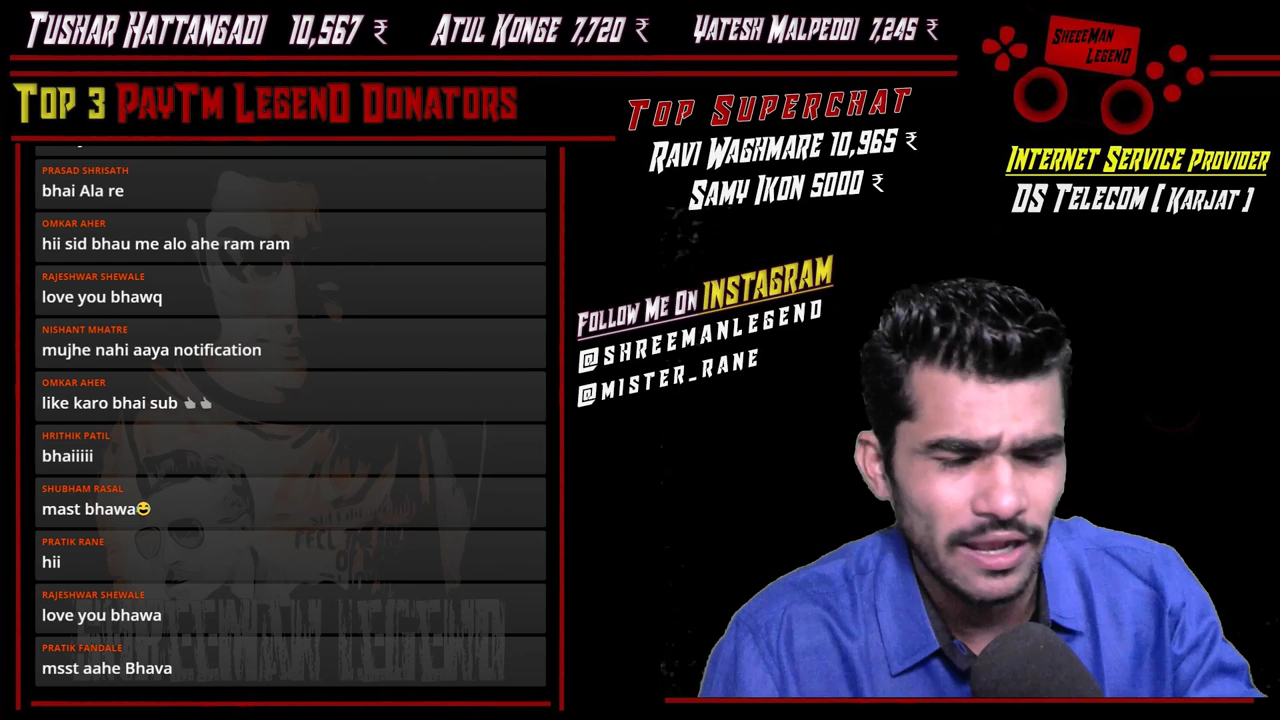 Tushar Hattangadi 10,567 ₹ Atul Konge 7,720 ₹ Yatesh Malpeddi 7,245 ₹
SHREEMAN
LEGEND
Top 3 PayTm Legend Donators
Top Superchat
Ravi Waghmare 10,965 ₹
Samy Ikon 5000 ₹
Internet Service Provider
DS Telecom [ Karjat ]
PRASAD SHRISATH
bhai Ala re
OMKAR AHER
hii sid bhau me alo ahe ram ram
RAJESHWAR SHEWALE
love you bhawq
NISHANT MHATRE
mujhe nahi aaya notification
OMKAR AHER
like karo bhai sub 👍👍
HRITHIK PATIL
bhaiiiii
SHUBHAM RASAL
mast bhawa😂
PRATIK RANE
hii
RAJESHWAR SHEWALE
love you bhawa
PRATIK FANDALE
msst aahe Bhava
Follow Me On INSTAGRAM
@SHREEMANLEGEND
@MISTER_RANE
SHREEMAN LEGEND